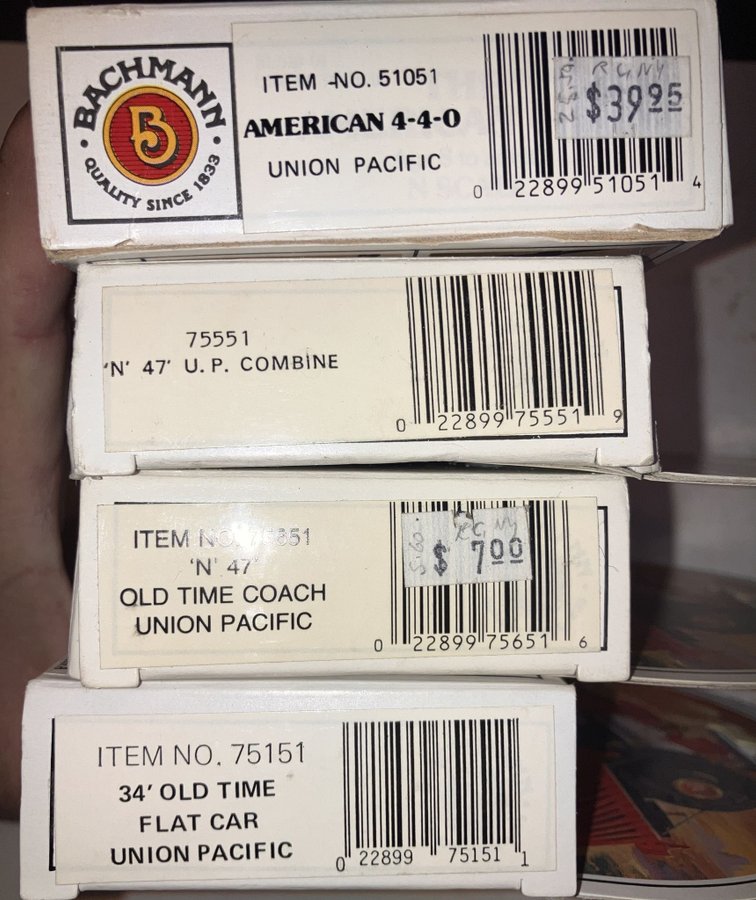 BACHMANN
B
QUALITY SINCE 1833
ITEM -NO. 51051
AMERICAN 4-4-0
UNION PACIFIC
$39.95
0 22899 51051 4
75551
'N' 47' U.P. COMBINE
0 22899 75551 9
ITEM NO.
'N' 47'
OLD TIME COACH
UNION PACIFIC
$ 7.00
0 22899 75651 6
ITEM NO. 75151
34' OLD TIME
FLAT CAR
UNION PACIFIC
0 22899 75151 1